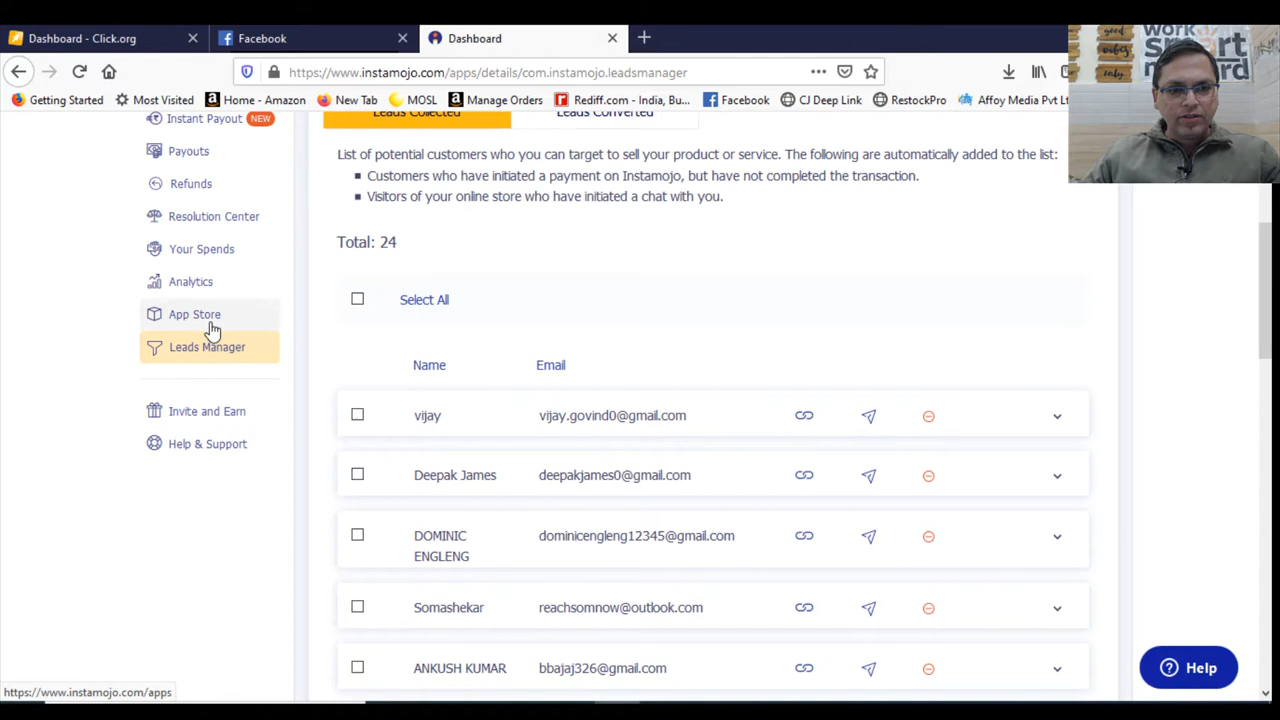 Dashboard - Click.org
Facebook
Dashboard
https://www.instamojo.com/apps/details/com.instamojo.leadsmanager
Getting Started
Most Visited
Home - Amazon
New Tab
MOSL
Manage Orders
Rediff.com - India, Bu...
Facebook
CJ Deep Link
RestockPro
Affoy Media Pvt Lt
good
vibes
only
Instant Payout NEW
Payouts
Refunds
Resolution Center
Your Spends
Analytics
App Store
Leads Manager
Invite and Earn
Help & Support
Leads Collected
Leads Converted
List of potential customers who you can target to sell your product or service. The following are automatically added to the list:
Customers who have initiated a payment on Instamojo, but have not completed the transaction.
Visitors of your online store who have initiated a chat with you.
Total: 24
Select All
Name Email
vijay vijay.govind0@gmail.com
Deepak James deepakjames0@gmail.com
DOMINIC ENGLENG dominicengleng12345@gmail.com
Somashekar reachsomnow@outlook.com
ANKUSH KUMAR bbajaj326@gmail.com
Help
https://www.instamojo.com/apps